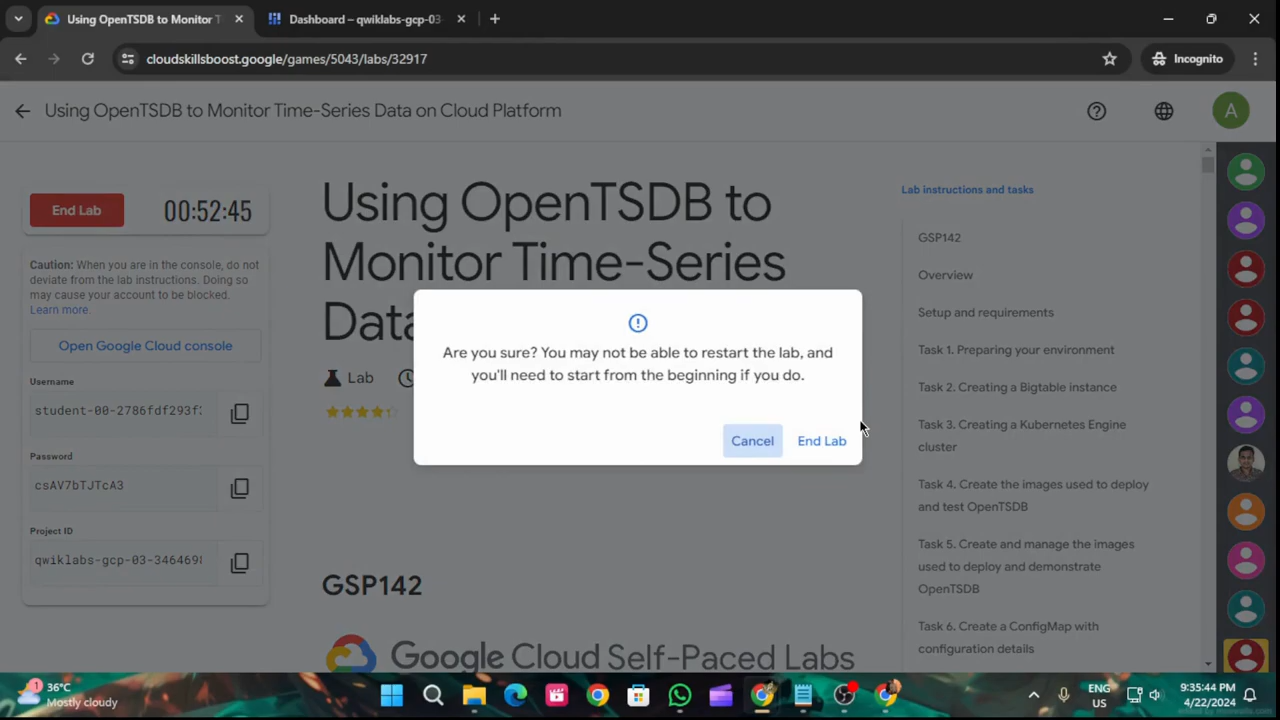 Using OpenTSDB to Monitor T
Dashboard – qwiklabs-gcp-03-
cloudskillsboost.google/games/5043/labs/32917
Incognito
Using OpenTSDB to Monitor Time-Series Data on Cloud Platform
A
End Lab
00:52:45
Caution: When you are in the console, do not
deviate from the lab instructions. Doing so
may cause your account to be blocked.
Learn more.
Open Google Cloud console
Username
student-00-2786fdf293f
Password
csAV7bTJTcA3
Project ID
qwiklabs-gcp-03-346469
Using OpenTSDB to
Monitor Time-Series
Data
Lab
Are you sure? You may not be able to restart the lab, and
you'll need to start from the beginning if you do.
Cancel
End Lab
GSP142
Google Cloud Self-Paced Labs
Lab instructions and tasks
GSP142
Overview
Setup and requirements
Task 1. Preparing your environment
Task 2. Creating a Bigtable instance
Task 3. Creating a Kubernetes Engine
cluster
Task 4. Create the images used to deploy
and test OpenTSDB
Task 5. Create and manage the images
used to deploy and demonstrate
OpenTSDB
Task 6. Create a ConfigMap with
configuration details
1
36°C
Mostly cloudy
ENG
US
9:35:44 PM
4/22/2024